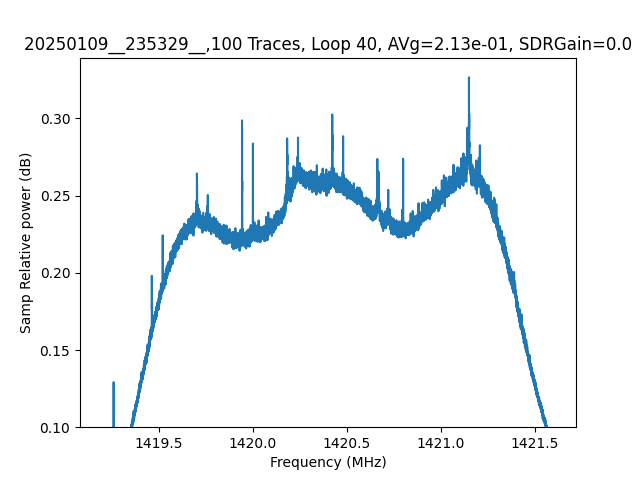 20250109__235329__,100 Traces, Loop 40, AVg=2.13e-01, SDRGain=0.0
0.30
0.25
0.20
0.15
0.10
Samp Relative power (dB)
1419.5 1420.0 1420.5 1421.0 1421.5
Frequency (MHz)